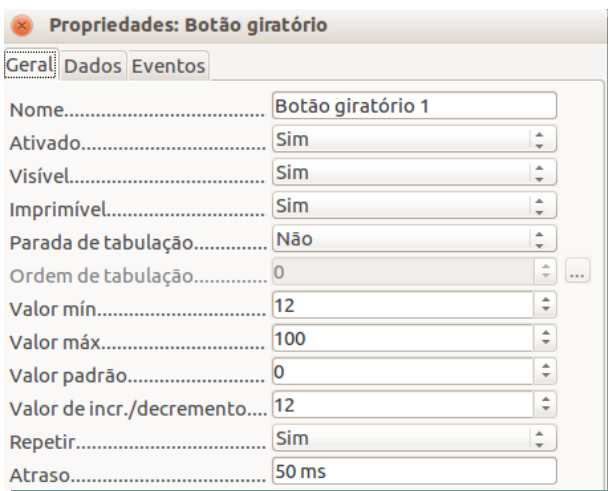 Propriedades: Botão giratório
Geral Dados Eventos
Nome................................... Botão giratório 1
Ativado................................. Sim
Visível.................................. Sim
Imprimível............................ Sim
Parada de tabulação.............. Não
Ordem de tabulação.............. 0 ...
Valor mín.............................. 12
Valor máx............................. 100
Valor padrão......................... 0
Valor de incr./decremento.... 12
Repetir.................................. Sim
Atraso................................... 50 ms